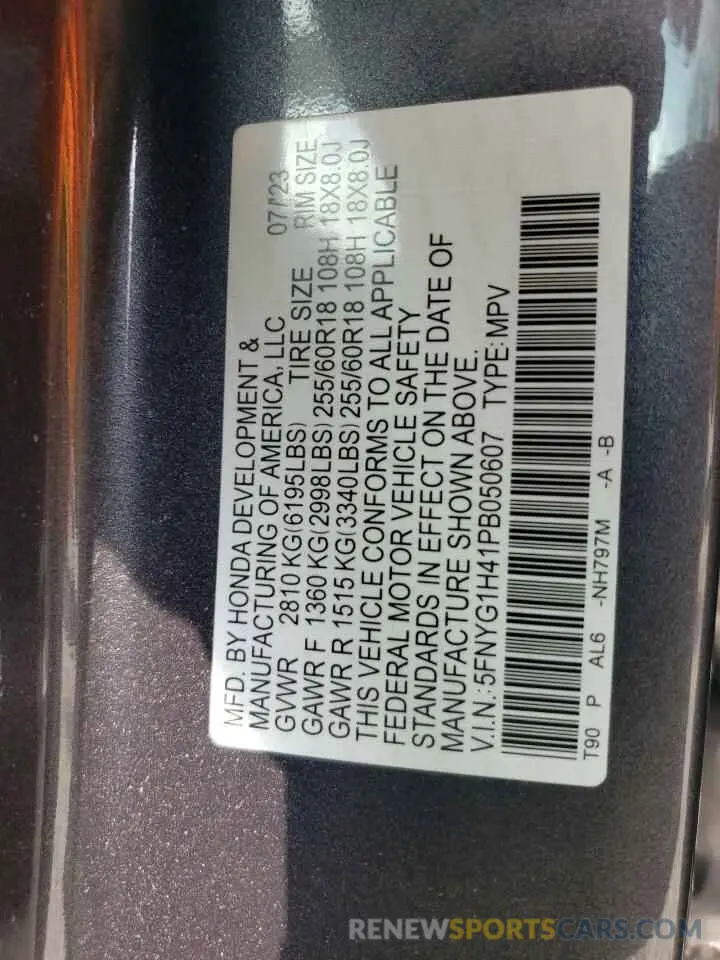 MFD. BY HONDA DEVELOPMENT &
MANUFACTURING OF AMERICA, LLC 07/23
GVWR 2810 KG(6195LBS) TIRE SIZE RIM SIZE
GAWR F 1360 KG(2998LBS) 255/60R18 108H 18X8.0J
GAWR R 1515 KG(3340LBS) 255/60R18 108H 18X8.0J
THIS VEHICLE CONFORMS TO ALL APPLICABLE
FEDERAL MOTOR VEHICLE SAFETY
STANDARDS IN EFFECT ON THE DATE OF
MANUFACTURE SHOWN ABOVE.
V.I.N.:5FNYG1H41PB050607 TYPE:MPV
T90 P AL6 -NH797M -A -B
RENEWSPORTSCARS.COM